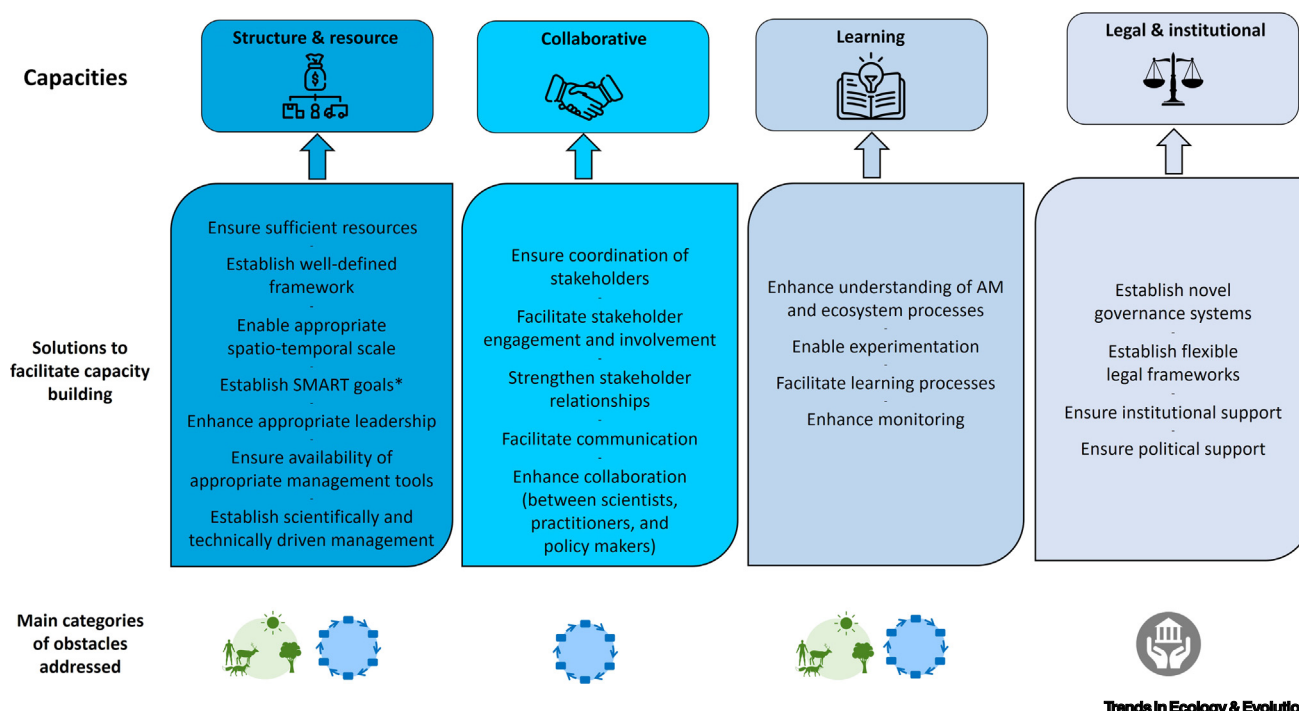 Capacities
Structure & resource
Collaborative
Learning
Legal & institutional
$
Solutions to
facilitate capacity
building
Ensure sufficient resources
-
Establish well-defined
framework
-
Enable appropriate
spatio-temporal scale
-
Establish SMART goals*
-
Enhance appropriate leadership
-
Ensure availability of
appropriate management tools
-
Establish scientifically and
technically driven management
Ensure coordination of
stakeholders
-
Facilitate stakeholder
engagement and involvement
-
Strengthen stakeholder
relationships
-
Facilitate communication
-
Enhance collaboration
(between scientists,
practitioners, and
policy makers)
Enhance understanding of AM
and ecosystem processes
-
Enable experimentation
-
Facilitate learning processes
-
Enhance monitoring
Establish novel
governance systems
-
Establish flexible
legal frameworks
-
Ensure institutional support
-
Ensure political support
Main categories
of obstacles
addressed
Trends in Ecology & Evolutio